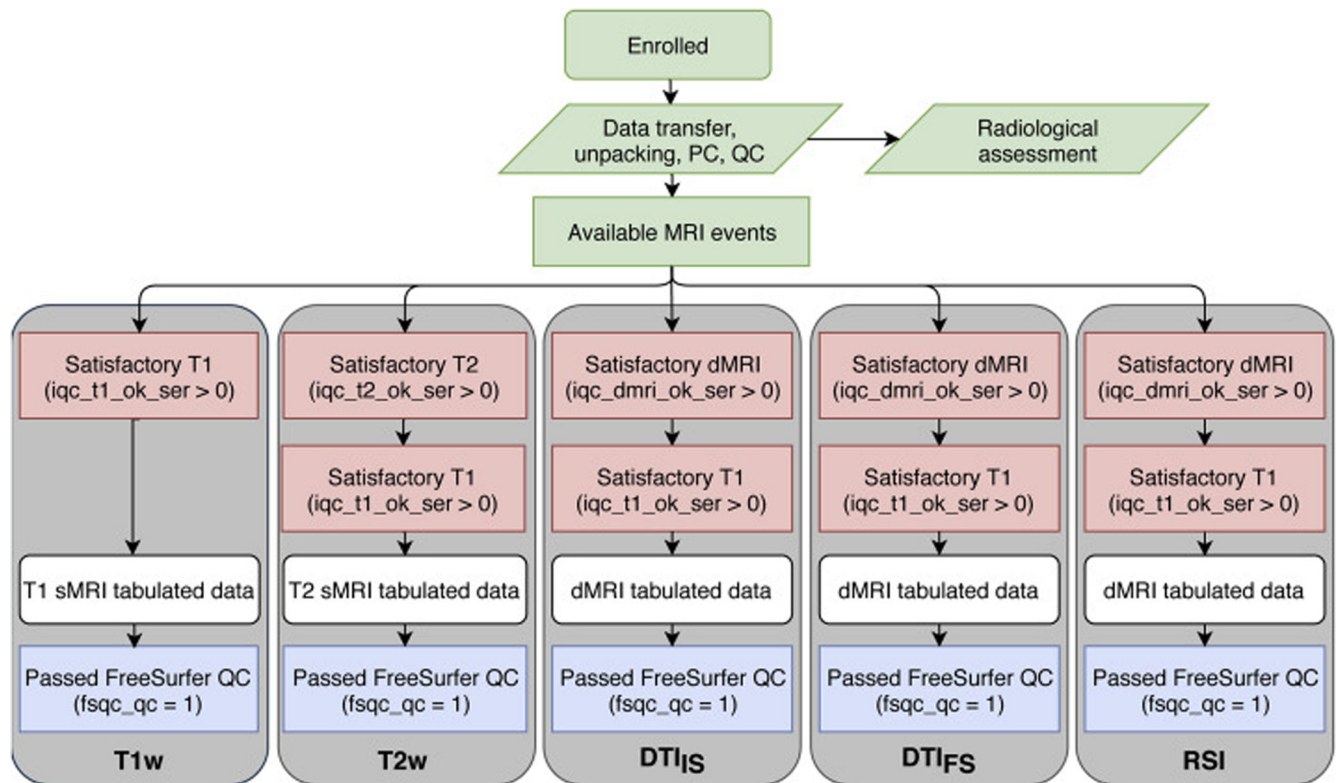 Enrolled
Data transfer,
unpacking, PC, QC
Radiological
assessment
Available MRI events
Satisfactory T1
(iqc_t1_ok_ser > 0)
T1 sMRI tabulated data
Passed FreeSurfer QC
(fsqc_qc = 1)
T1w
Satisfactory T2
(iqc_t2_ok_ser > 0)
Satisfactory T1
(iqc_t1_ok_ser > 0)
T2 sMRI tabulated data
Passed FreeSurfer QC
(fsqc_qc = 1)
T2w
Satisfactory dMRI
(iqc_dmri_ok_ser > 0)
Satisfactory T1
(iqc_t1_ok_ser > 0)
dMRI tabulated data
Passed FreeSurfer QC
(fsqc_qc = 1)
DTIIS
Satisfactory dMRI
(iqc_dmri_ok_ser > 0)
Satisfactory T1
(iqc_t1_ok_ser > 0)
dMRI tabulated data
Passed FreeSurfer QC
(fsqc_qc = 1)
DTIFS
Satisfactory dMRI
(iqc_dmri_ok_ser > 0)
Satisfactory T1
(iqc_t1_ok_ser > 0)
dMRI tabulated data
Passed FreeSurfer QC
(fsqc_qc = 1)
RSI